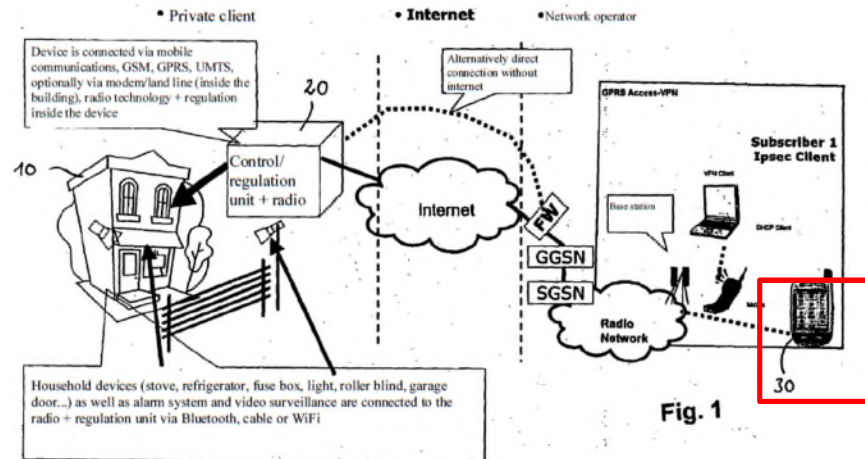 • Private client
• Internet
• Network operator
Device is connected via mobile
communications, GSM, GPRS, UMTS,
optionally via modem/land line (inside the
building), radio technology + regulation
inside the device
20
Alternatively direct
connection without
internet
GPRS Access-VPN
Subscriber 1
Ipsec Client
VPN Client
10
Control/
regulation
unit + radio
Internet
FW
Base station
DHCP Client
GGSN
SGSN
Radio
Network
30
Household devices (stove, refrigerator, fuse box, light, roller blind, garage
door...) as well as alarm system and video surveillance are connected to the
radio + regulation unit via Bluetooth, cable or WiFi
Fig. 1